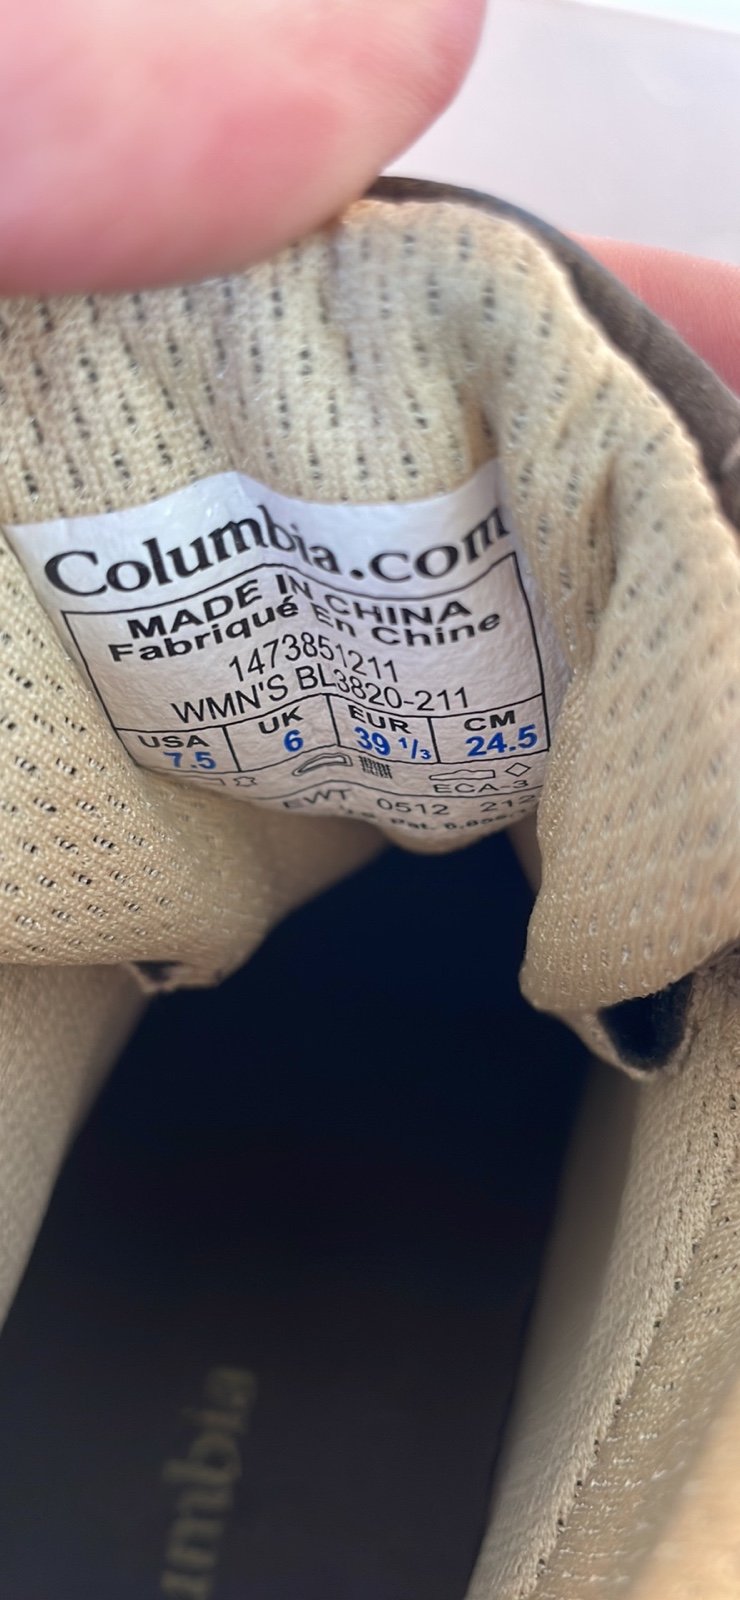 Columbia.com
MADE IN CHINA
Fabriqué En Chine
1473851211
WMN'S BL3820-211
USA UK EUR CM
7.5 6 39 1/3 24.5
ECA-3
EWT 0512 212
Pat.